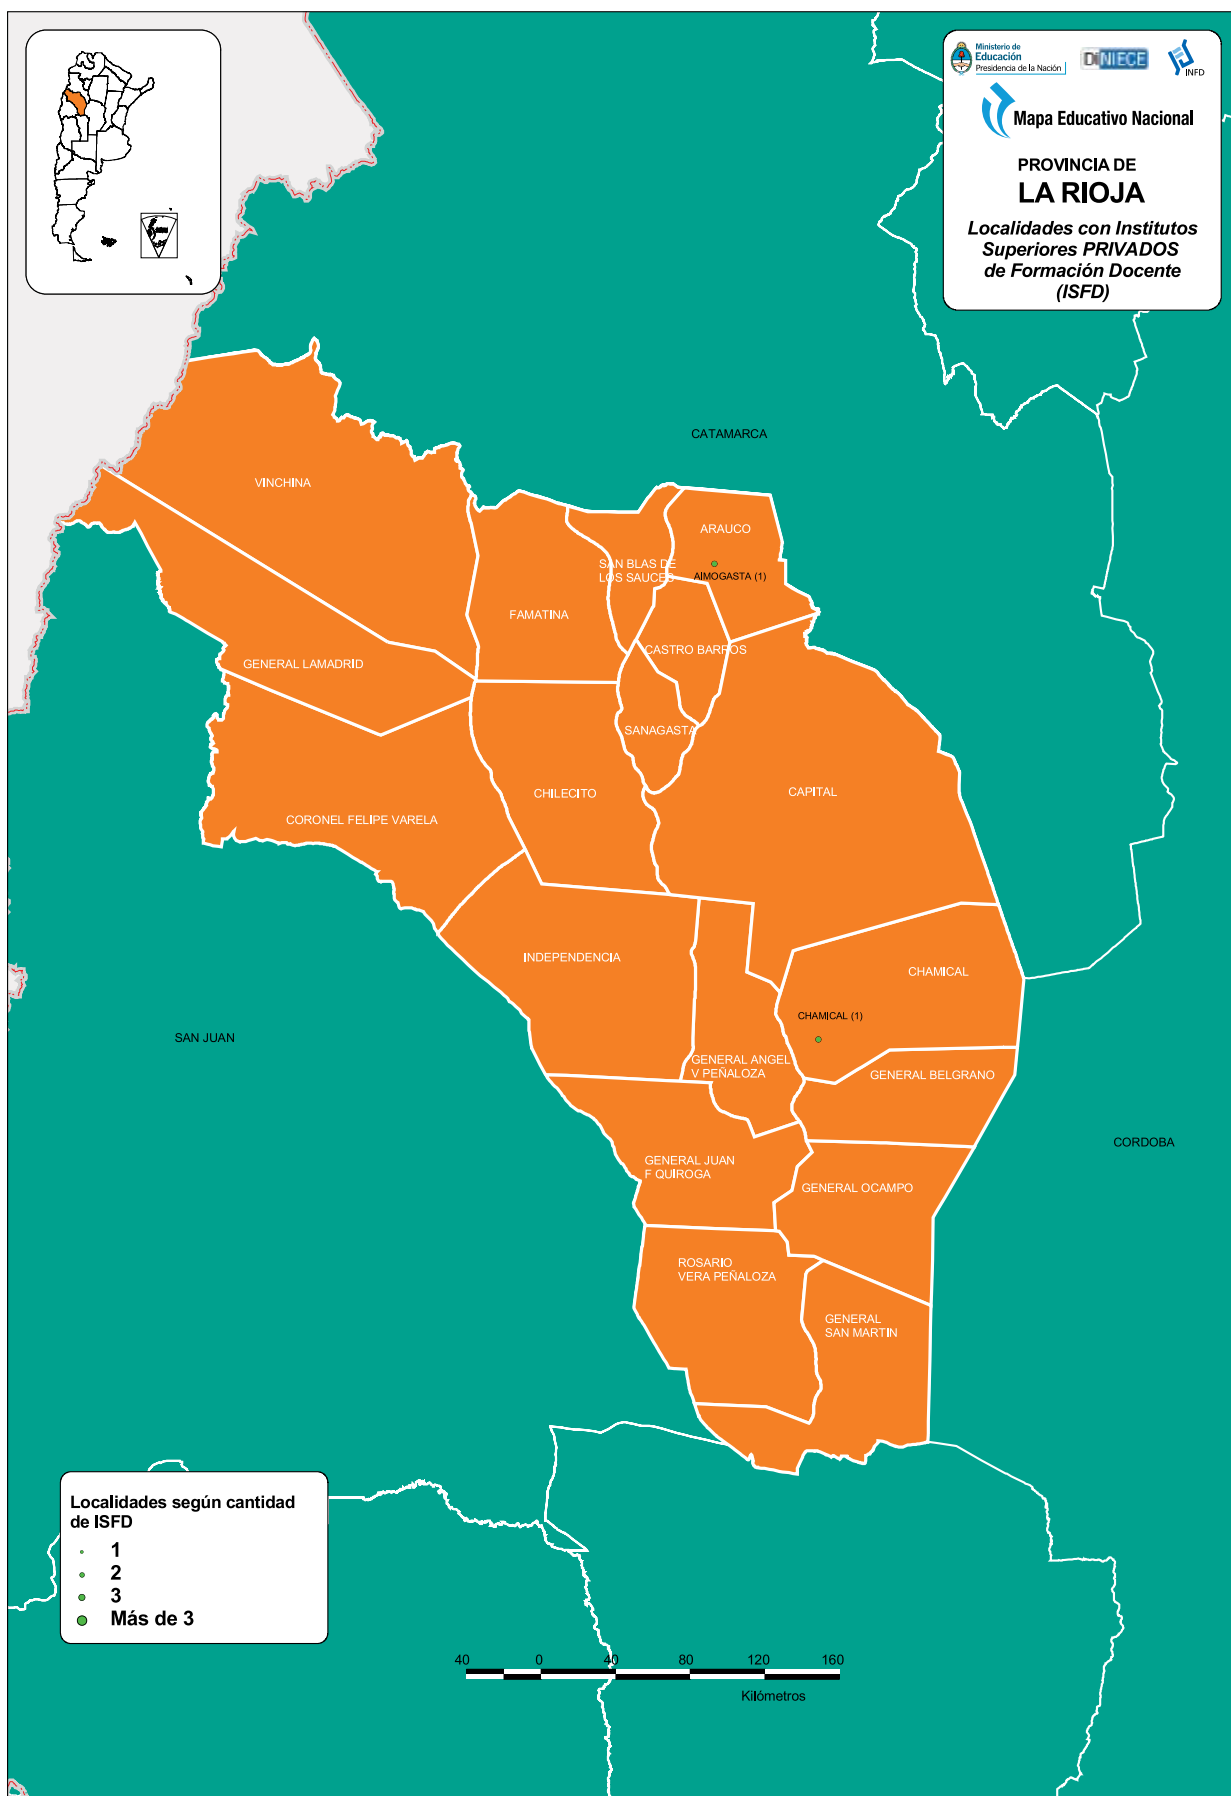 Ministerio de
Educación
Presidencia de la Nación
DiNIECE
INFD
Mapa Educativo Nacional
PROVINCIA DE
LA RIOJA
Localidades con Institutos
Superiores PRIVADOS
de Formación Docente
(ISFD)
CATAMARCA
VINCHINA
ARAUCO
SAN BLAS DE
LOS SAUCES
AIMOGASTA (1)
FAMATINA
CASTRO BARROS
GENERAL LAMADRID
SANAGASTA
CHILECITO
CAPITAL
CORONEL FELIPE VARELA
INDEPENDENCIA
CHAMICAL
CHAMICAL (1)
SAN JUAN
GENERAL ANGEL
V PEÑALOZA
GENERAL BELGRANO
CORDOBA
GENERAL JUAN
F QUIROGA
GENERAL OCAMPO
ROSARIO
VERA PEÑALOZA
GENERAL
SAN MARTIN
Localidades según cantidad
de ISFD
1
2
3
Más de 3
40 0 40 80 120 160
Kilómetros